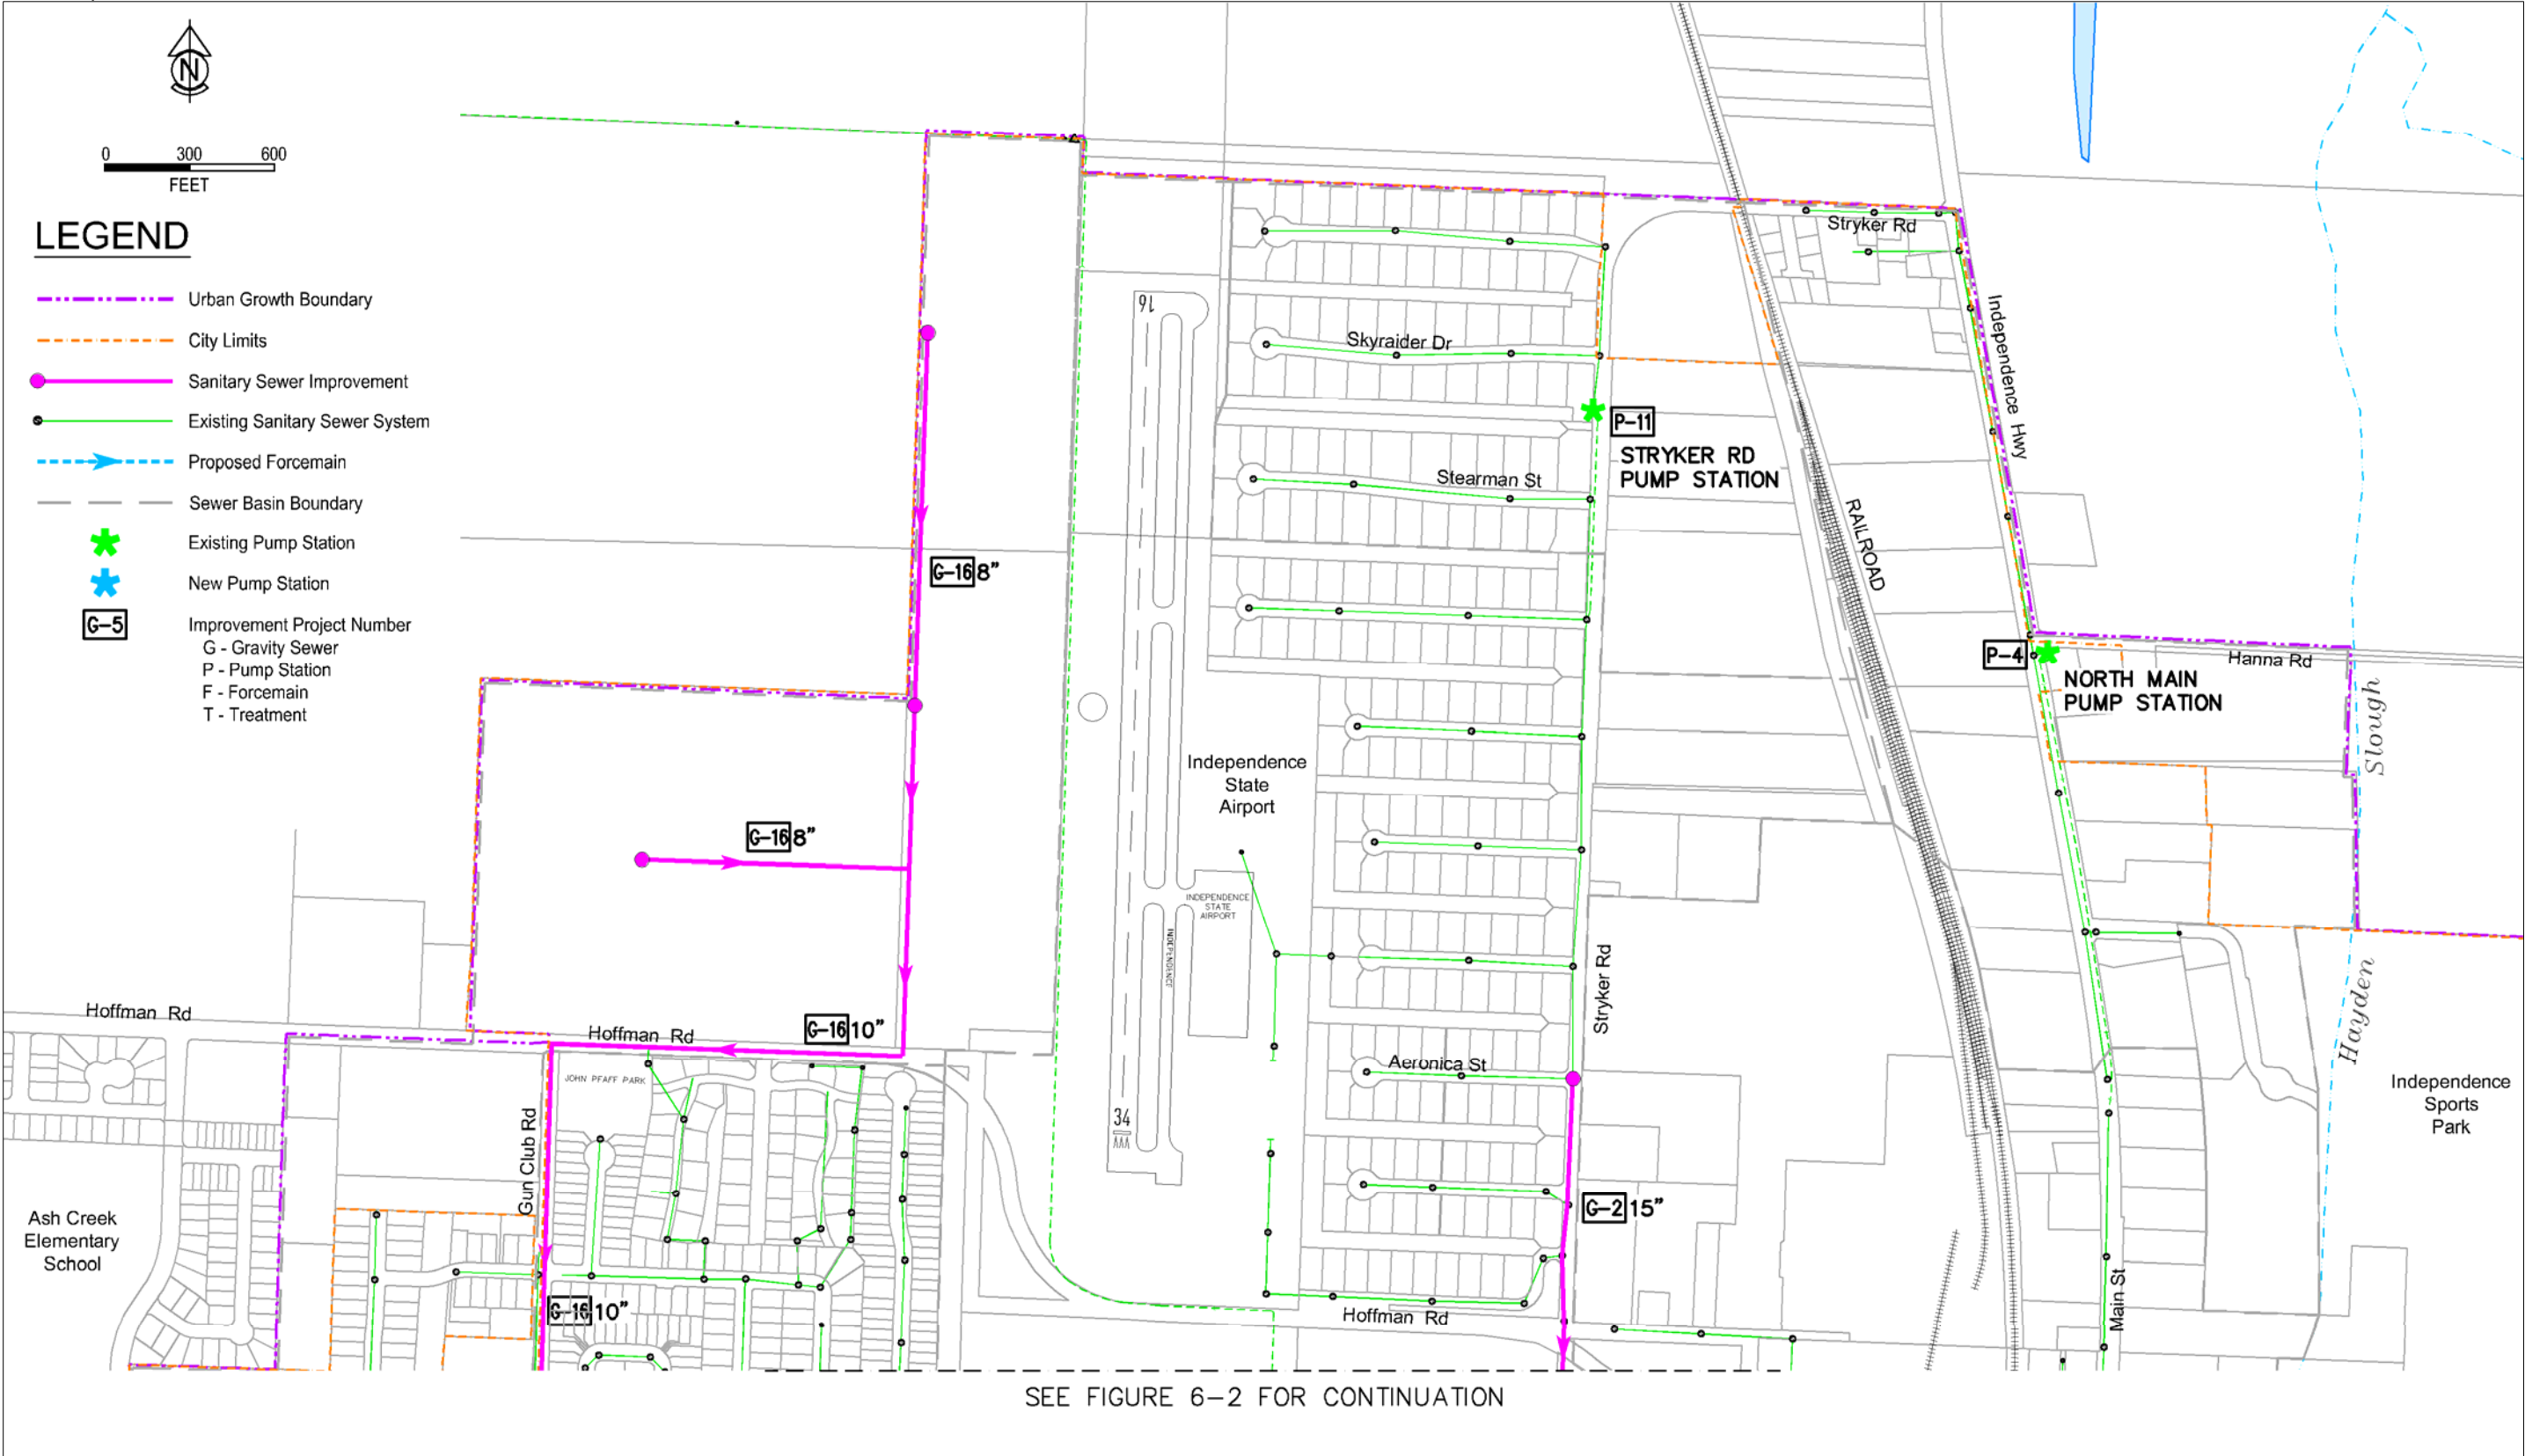 N
0 300 600
FEET
LEGEND
Urban Growth Boundary
City Limits
Sanitary Sewer Improvement
Existing Sanitary Sewer System
Proposed Forcemain
Sewer Basin Boundary
Existing Pump Station
New Pump Station
G-5 Improvement Project Number
G - Gravity Sewer
P - Pump Station
F - Forcemain
T - Treatment
Stryker Rd
16
Independence Hwy
Skyraider Dr
P-11
STRYKER RD
PUMP STATION
Stearman St
RAILROAD
G-16 8"
P-4
Hanna Rd
NORTH MAIN
PUMP STATION
Slough
Independence
State
Airport
G-16 8"
INDEPENDENCE
STATE
AIRPORT
INDEPENDENCE
Stryker Rd
Hoffman Rd
Hoffman Rd
G-16 10"
Hayden
Aeronica St
JOHN PFAFF PARK
Independence
Sports
Park
34
Gun Club Rd
G-2 15"
Ash Creek
Elementary
School
G-16 10"
Hoffman Rd
Main St
SEE FIGURE 6-2 FOR CONTINUATION